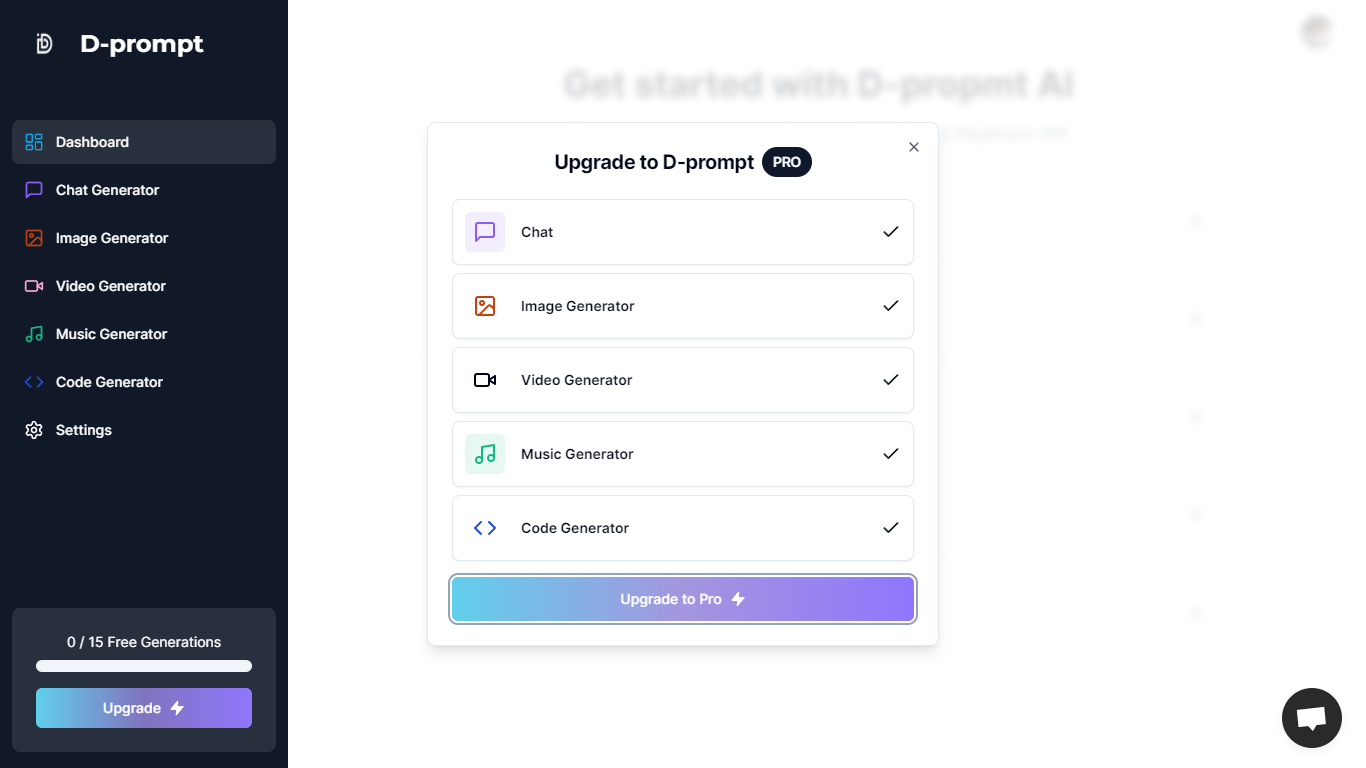 D-prompt
Dashboard
Chat Generator
Image Generator
Video Generator
Music Generator
Code Generator
Settings
0 / 15 Free Generations
Upgrade
Get started with D-propmt AI
Upgrade to D-prompt PRO
Chat
Image Generator
Video Generator
Music Generator
Code Generator
Upgrade to Pro